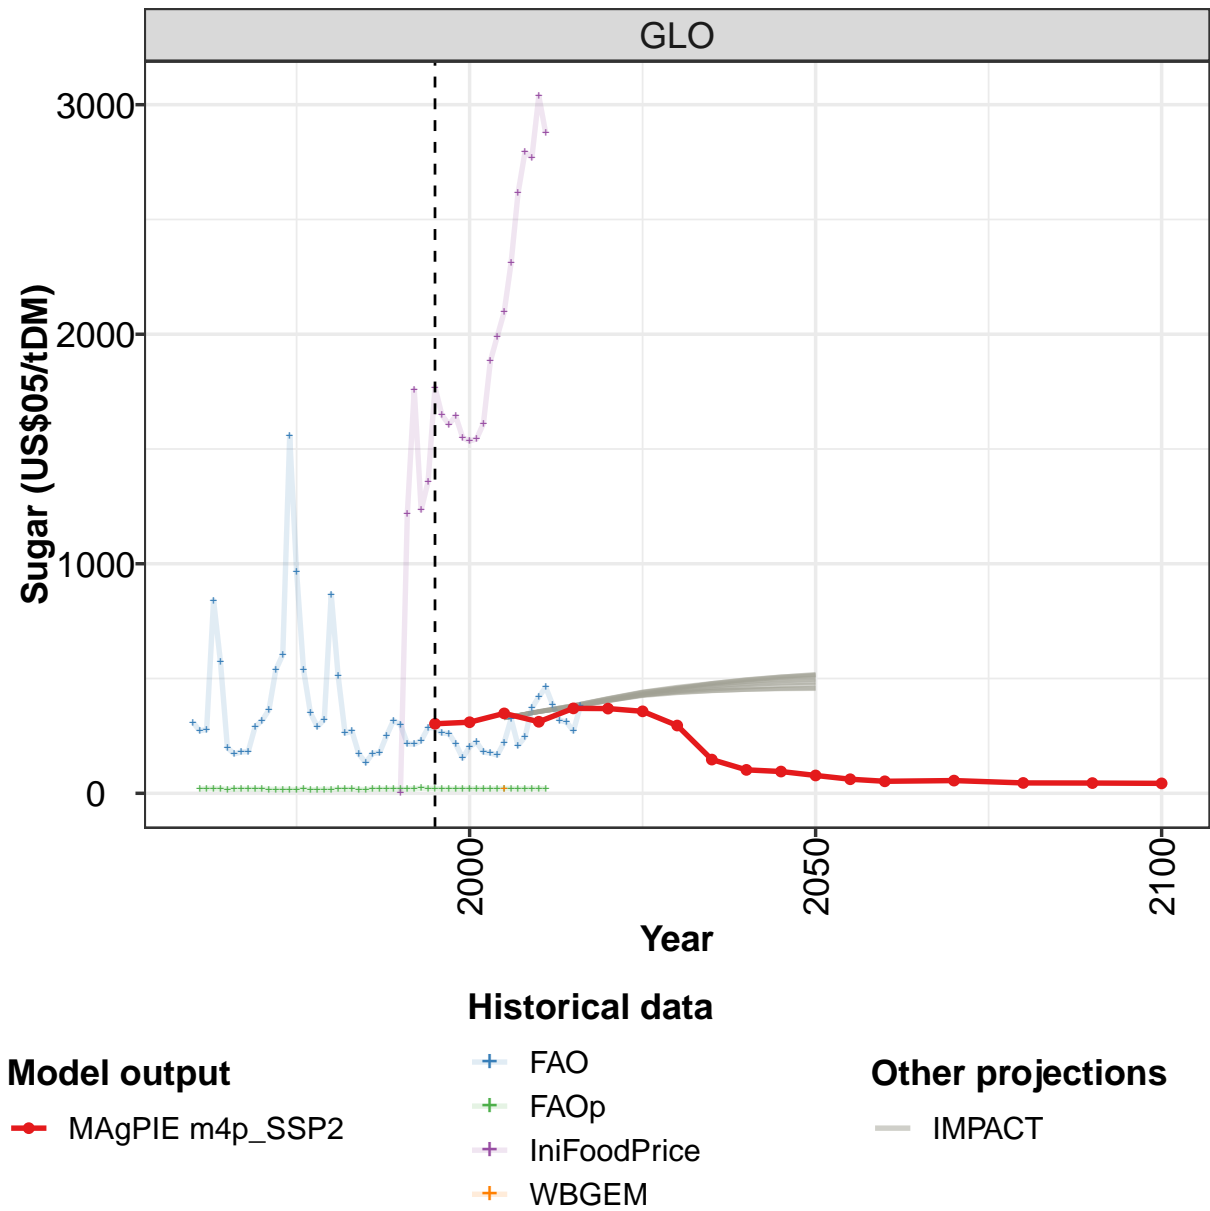 GLO
3000
2000
1000
0
Sugar (US$05/tDM)
2000
2050
2100
Year
Historical data
FAO
FAOp
IniFoodPrice
WBGEM
Model output
MAgPIE m4p_SSP2
Other projections
IMPACT